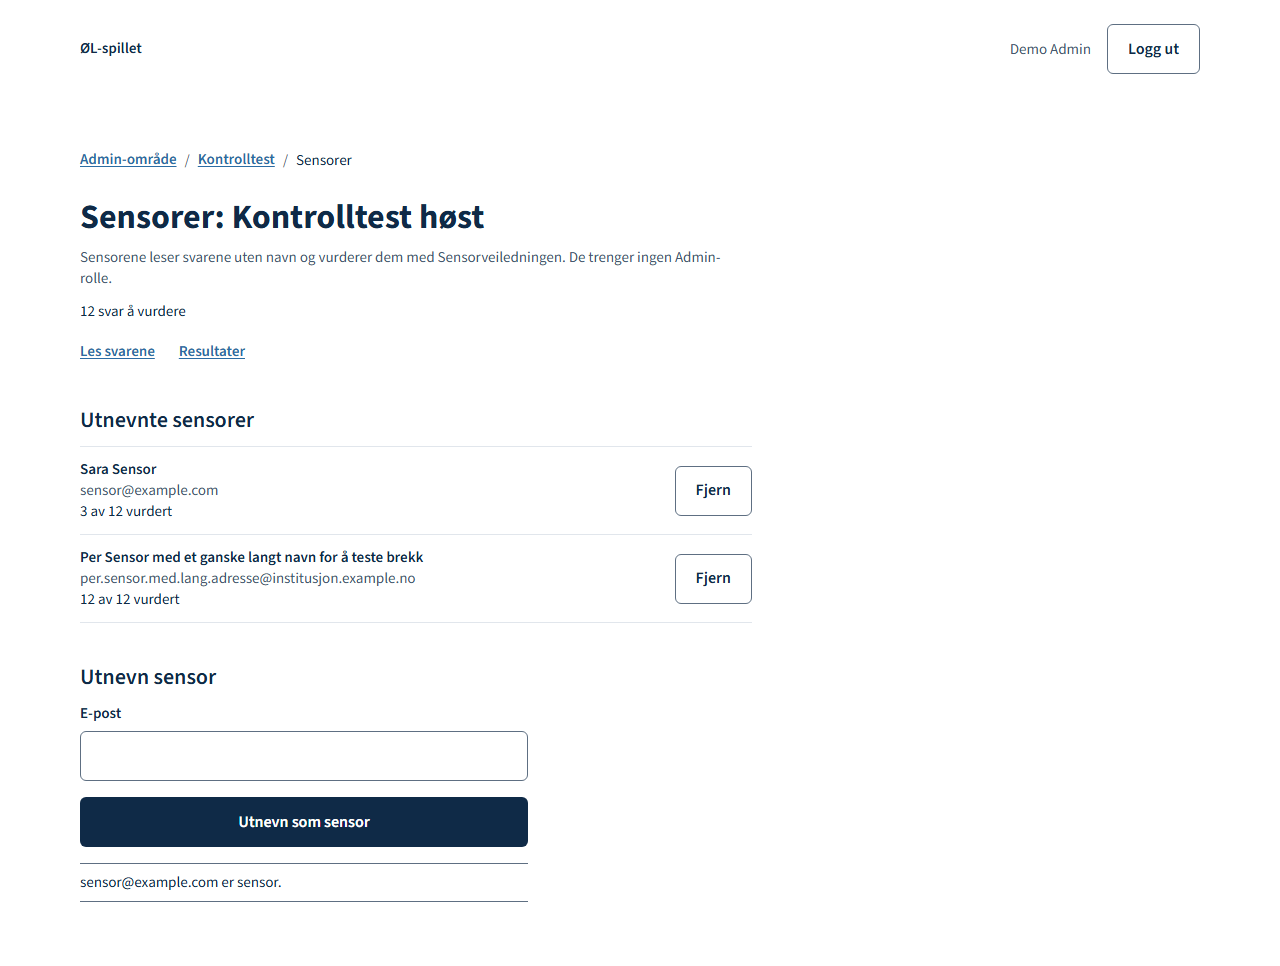 ØL-spillet
Demo Admin
Logg ut
Admin-område / Kontrolltest / Sensorer
Sensorer: Kontrolltest høst
Sensorene leser svarene uten navn og vurderer dem med Sensorveiledningen. De trenger ingen Admin-
rolle.
12 svar å vurdere
Les svarene Resultater
Utnevnte sensorer
Sara Sensor
sensor@example.com
3 av 12 vurdert
Fjern
Per Sensor med et ganske langt navn for å teste brekk
per.sensor.med.lang.adresse@institusjon.example.no
12 av 12 vurdert
Fjern
Utnevn sensor
E-post
Utnevn som sensor
sensor@example.com er sensor.